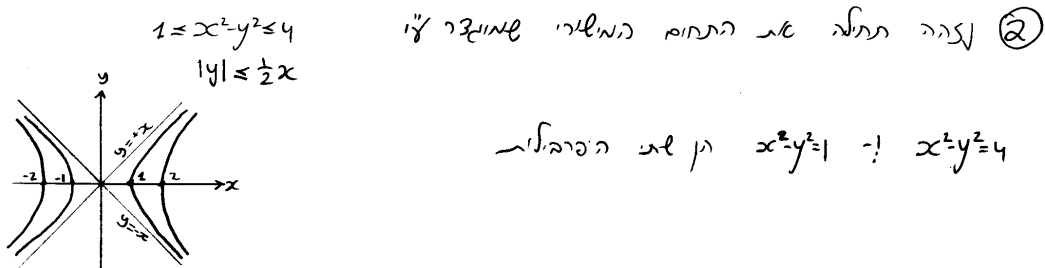 ② נזהה תחילה את התחום המישורי שמוגדר ע"י 1≤x²-y²≤4
|y|≤½x
x²-y²=4 ו- x²-y²=1 הן שתי היפרבולות
y
y=+x
-2 -1 1 2 x
y=-x